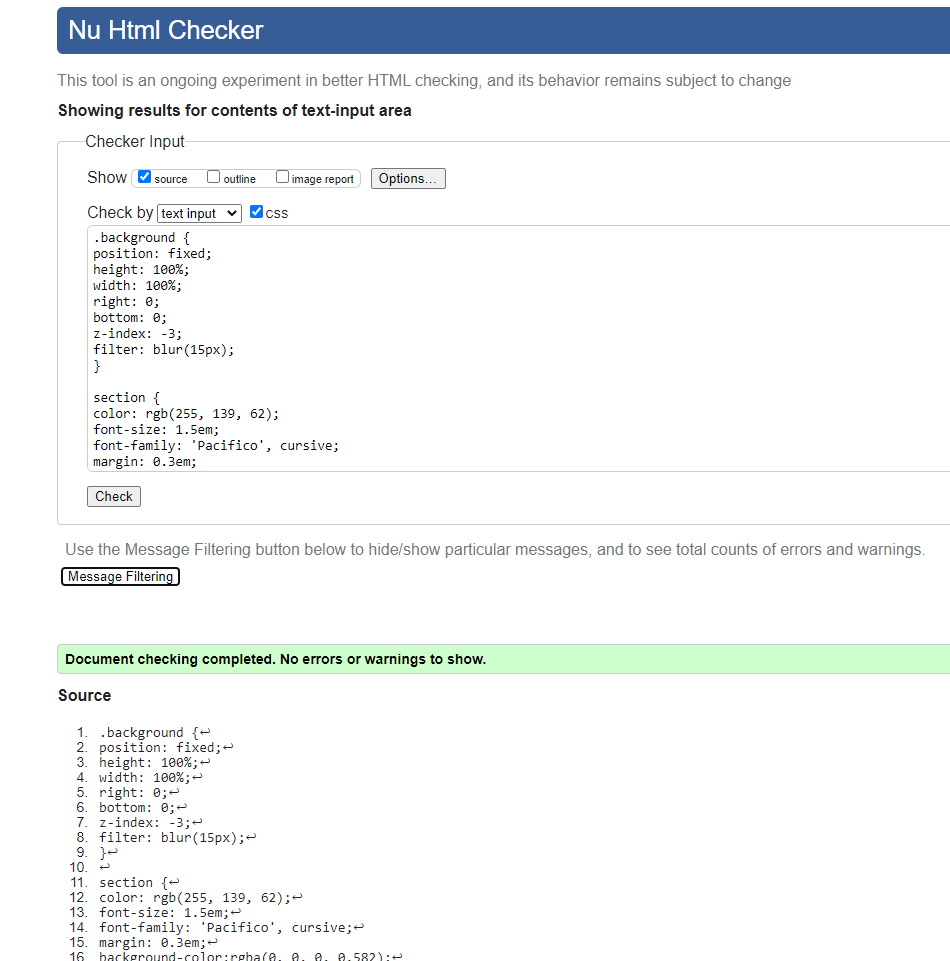 Nu Html Checker
This tool is an ongoing experiment in better HTML checking, and its behavior remains subject to change
Showing results for contents of text-input area
Checker Input
Show source outline image report Options...
Check by text input css
.background {
position: fixed;
height: 100%;
width: 100%;
right: 0;
bottom: 0;
z-index: -3;
filter: blur(15px);
}
section {
color: rgb(255, 139, 62);
font-size: 1.5em;
font-family: 'Pacifico', cursive;
margin: 0.3em;
Check
Use the Message Filtering button below to hide/show particular messages, and to see total counts of errors and warnings.
Message Filtering
Document checking completed. No errors or warnings to show.
Source
1. .background {↩
2. position: fixed;↩
3. height: 100%;↩
4. width: 100%;↩
5. right: 0;↩
6. bottom: 0;↩
7. z-index: -3;↩
8. filter: blur(15px);↩
9. }↩
10. ↩
11. section {↩
12. color: rgb(255, 139, 62);↩
13. font-size: 1.5em;↩
14. font-family: 'Pacifico', cursive;↩
15. margin: 0.3em;↩
16. background-color:rgba(0, 0, 0, 0.582);↩